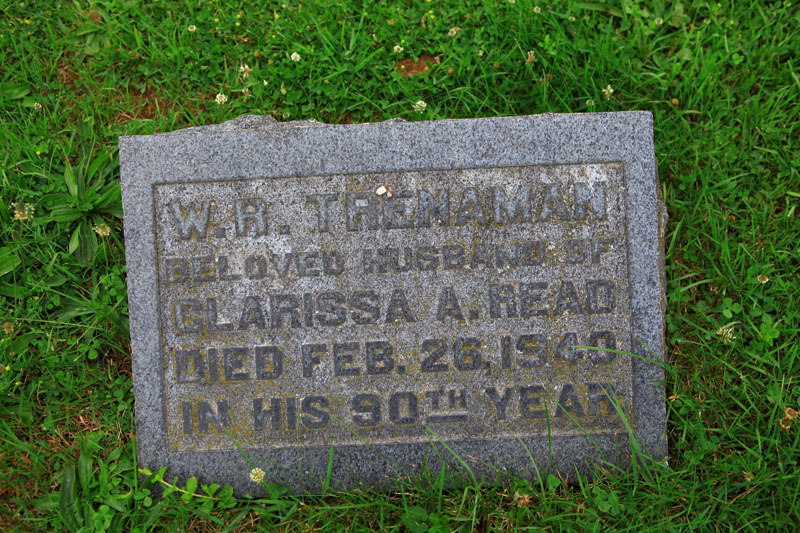 W.R. TRENAMAN
BELOVED HUSBAND OF
CLARISSA A. READ
DIED FEB. 26, 1940
IN HIS 90TH YEAR